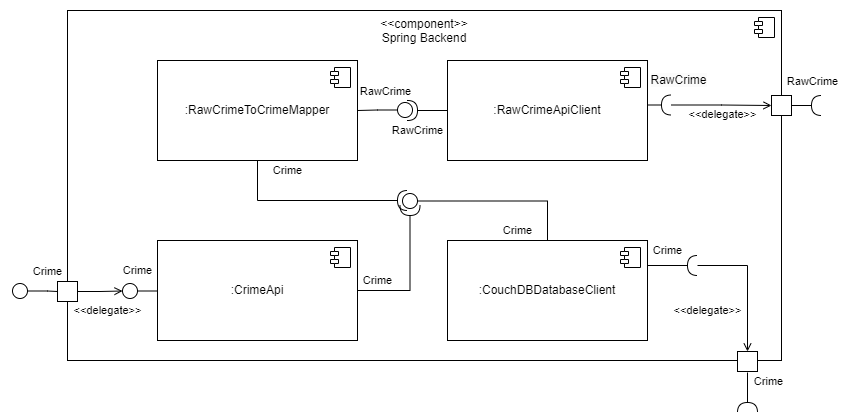 <<component>>
Spring Backend
:RawCrimeToCrimeMapper
RawCrime
RawCrime
:RawCrimeApiClient
RawCrime
<<delegate>>
RawCrime
Crime
Crime
Crime
<<delegate>>
Crime
:CrimeApi
Crime
:CouchDBDatabaseClient
Crime
<<delegate>>
Crime